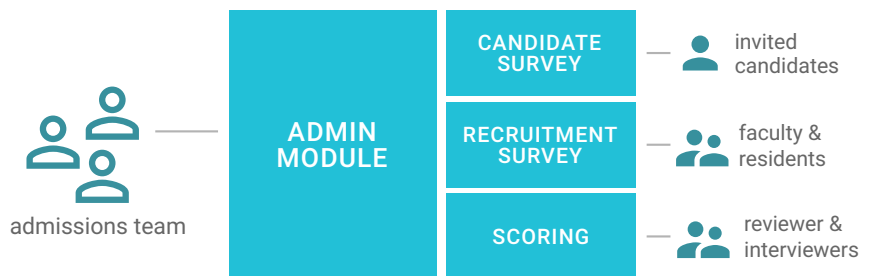 admissions team
ADMIN
MODULE
CANDIDATE
SURVEY
invited
candidates
RECRUITMENT
SURVEY
faculty &
residents
SCORING
reviewer &
interviewers